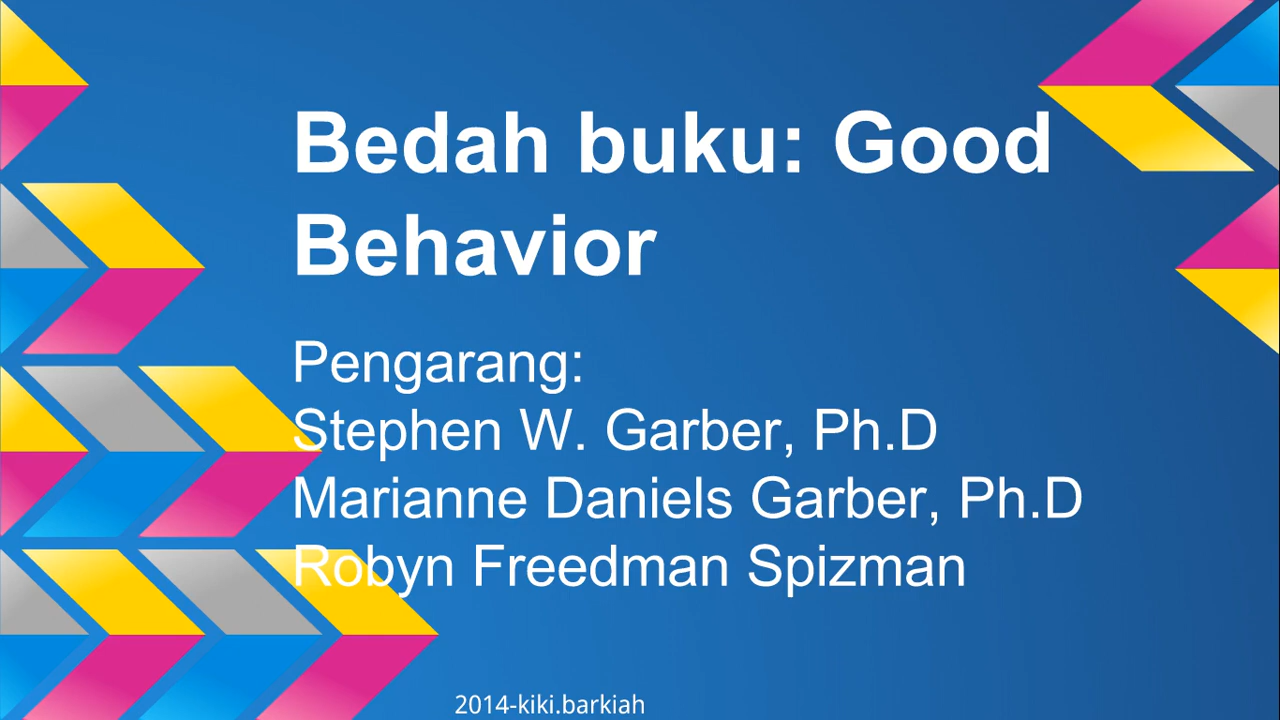 Bedah buku: Good
Behavior
Pengarang:
Stephen W. Garber, Ph.D
Marianne Daniels Garber, Ph.D
Robyn Freedman Spizman
2014-kiki.barkiah